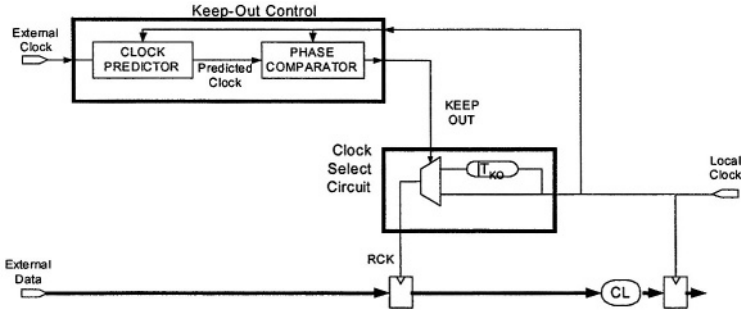 Keep-Out Control
External
Clock
CLOCK
PREDICTOR
Predicted
Clock
PHASE
COMPARATOR
KEEP
OUT
Clock
Select
Circuit
TKO
Local
Clock
RCK
External
Data
CL